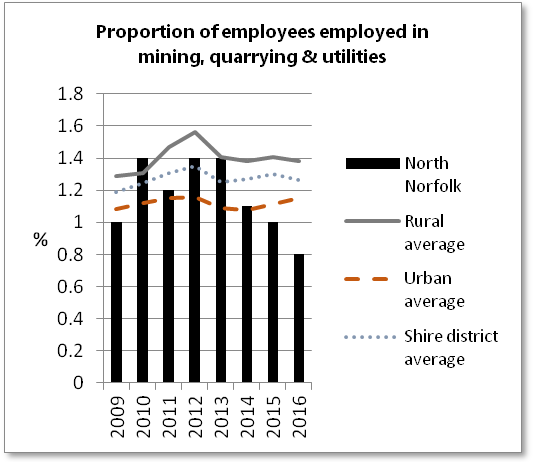 Proportion of employees employed in
mining, quarrying & utilities
1.8
1.6
1.4
1.2
1
0.8
0.6
0.4
0.2
0
%
2009
2010
2011
2012
2013
2014
2015
2016
North
Norfolk
Rural
average
Urban
average
Shire district
average